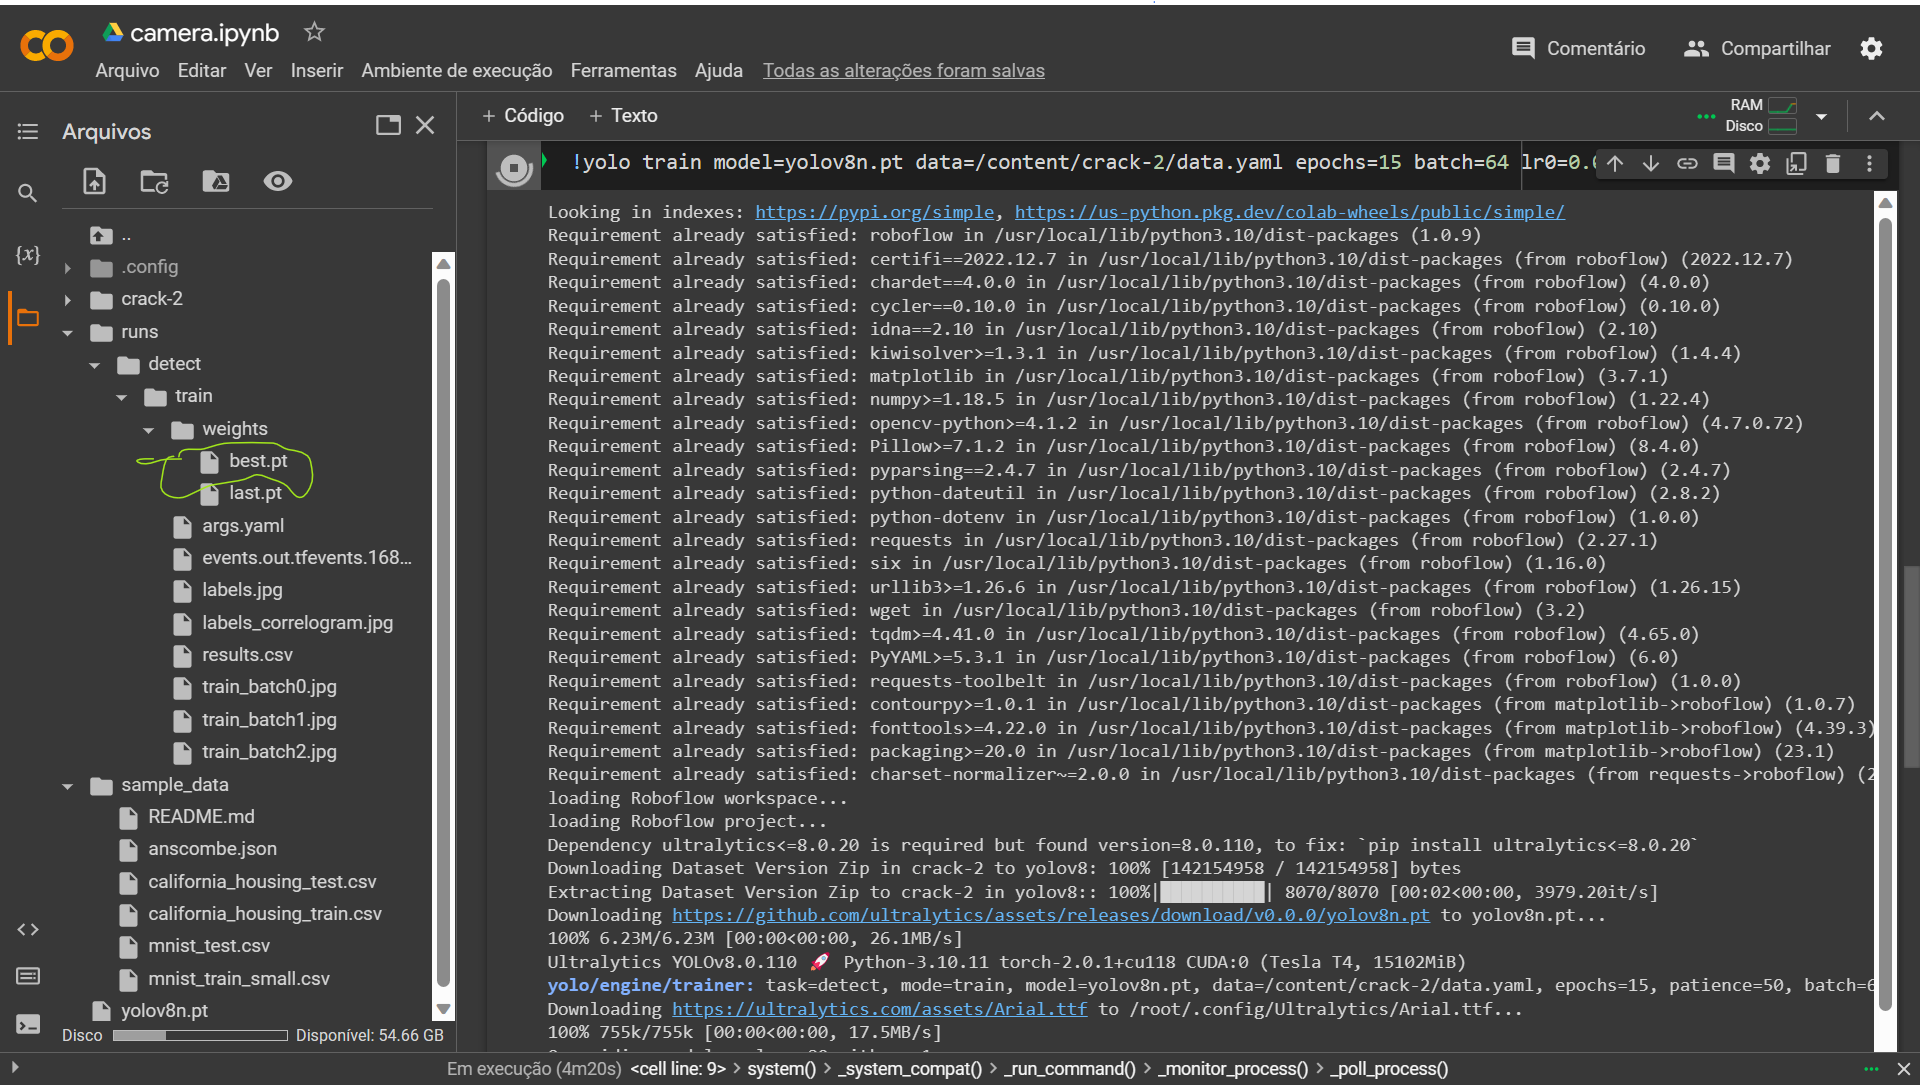 camera.ipynb
Comentário
Compartilhar
Arquivo Editar Ver Inserir Ambiente de execução Ferramentas Ajuda Todas as alterações foram salvas
Arquivos
..
.config
crack-2
runs
detect
train
weights
best.pt
last.pt
args.yaml
events.out.tfevents.168...
labels.jpg
labels_correlogram.jpg
results.csv
train_batch0.jpg
train_batch1.jpg
train_batch2.jpg
sample_data
README.md
anscombe.json
california_housing_test.csv
california_housing_train.csv
mnist_test.csv
mnist_train_small.csv
yolov8n.pt
Disco Disponível: 54.66 GB
{x}
<>
+ Código + Texto
RAM
Disco
!yolo train model=yolov8n.pt data=/content/crack-2/data.yaml epochs=15 batch=64 lr0=0.
Looking in indexes: https://pypi.org/simple, https://us-python.pkg.dev/colab-wheels/public/simple/
Requirement already satisfied: roboflow in /usr/local/lib/python3.10/dist-packages (1.0.9)
Requirement already satisfied: certifi==2022.12.7 in /usr/local/lib/python3.10/dist-packages (from roboflow) (2022.12.7)
Requirement already satisfied: chardet==4.0.0 in /usr/local/lib/python3.10/dist-packages (from roboflow) (4.0.0)
Requirement already satisfied: cycler==0.10.0 in /usr/local/lib/python3.10/dist-packages (from roboflow) (0.10.0)
Requirement already satisfied: idna==2.10 in /usr/local/lib/python3.10/dist-packages (from roboflow) (2.10)
Requirement already satisfied: kiwisolver>=1.3.1 in /usr/local/lib/python3.10/dist-packages (from roboflow) (1.4.4)
Requirement already satisfied: matplotlib in /usr/local/lib/python3.10/dist-packages (from roboflow) (3.7.1)
Requirement already satisfied: numpy>=1.18.5 in /usr/local/lib/python3.10/dist-packages (from roboflow) (1.22.4)
Requirement already satisfied: opencv-python>=4.1.2 in /usr/local/lib/python3.10/dist-packages (from roboflow) (4.7.0.72)
Requirement already satisfied: Pillow>=7.1.2 in /usr/local/lib/python3.10/dist-packages (from roboflow) (8.4.0)
Requirement already satisfied: pyparsing==2.4.7 in /usr/local/lib/python3.10/dist-packages (from roboflow) (2.4.7)
Requirement already satisfied: python-dateutil in /usr/local/lib/python3.10/dist-packages (from roboflow) (2.8.2)
Requirement already satisfied: python-dotenv in /usr/local/lib/python3.10/dist-packages (from roboflow) (1.0.0)
Requirement already satisfied: requests in /usr/local/lib/python3.10/dist-packages (from roboflow) (2.27.1)
Requirement already satisfied: six in /usr/local/lib/python3.10/dist-packages (from roboflow) (1.16.0)
Requirement already satisfied: urllib3>=1.26.6 in /usr/local/lib/python3.10/dist-packages (from roboflow) (1.26.15)
Requirement already satisfied: wget in /usr/local/lib/python3.10/dist-packages (from roboflow) (3.2)
Requirement already satisfied: tqdm>=4.41.0 in /usr/local/lib/python3.10/dist-packages (from roboflow) (4.65.0)
Requirement already satisfied: PyYAML>=5.3.1 in /usr/local/lib/python3.10/dist-packages (from roboflow) (6.0)
Requirement already satisfied: requests-toolbelt in /usr/local/lib/python3.10/dist-packages (from roboflow) (1.0.0)
Requirement already satisfied: contourpy>=1.0.1 in /usr/local/lib/python3.10/dist-packages (from matplotlib->roboflow) (1.0.7)
Requirement already satisfied: fonttools>=4.22.0 in /usr/local/lib/python3.10/dist-packages (from matplotlib->roboflow) (4.39.3)
Requirement already satisfied: packaging>=20.0 in /usr/local/lib/python3.10/dist-packages (from matplotlib->roboflow) (23.1)
Requirement already satisfied: charset-normalizer~=2.0.0 in /usr/local/lib/python3.10/dist-packages (from requests->roboflow) (2
loading Roboflow workspace...
loading Roboflow project...
Dependency ultralytics<=8.0.20 is required but found version=8.0.110, to fix: `pip install ultralytics<=8.0.20`
Downloading Dataset Version Zip in crack-2 to yolov8: 100% [142154958 / 142154958] bytes
Extracting Dataset Version Zip to crack-2 in yolov8:: 100%|██████████| 8070/8070 [00:02<00:00, 3979.20it/s]
Downloading https://github.com/ultralytics/assets/releases/download/v0.0.0/yolov8n.pt to yolov8n.pt...
100% 6.23M/6.23M [00:00<00:00, 26.1MB/s]
Ultralytics YOLOv8.0.110 🚀 Python-3.10.11 torch-2.0.1+cu118 CUDA:0 (Tesla T4, 15102MiB)
yolo/engine/trainer: task=detect, mode=train, model=yolov8n.pt, data=/content/crack-2/data.yaml, epochs=15, patience=50, batch=6
Downloading https://ultralytics.com/assets/Arial.ttf to /root/.config/Ultralytics/Arial.ttf...
100% 755k/755k [00:00<00:00, 17.5MB/s]
Em execução (4m20s) <cell line: 9> > system() > _system_compat() > _run_command() > _monitor_process() > _poll_process()